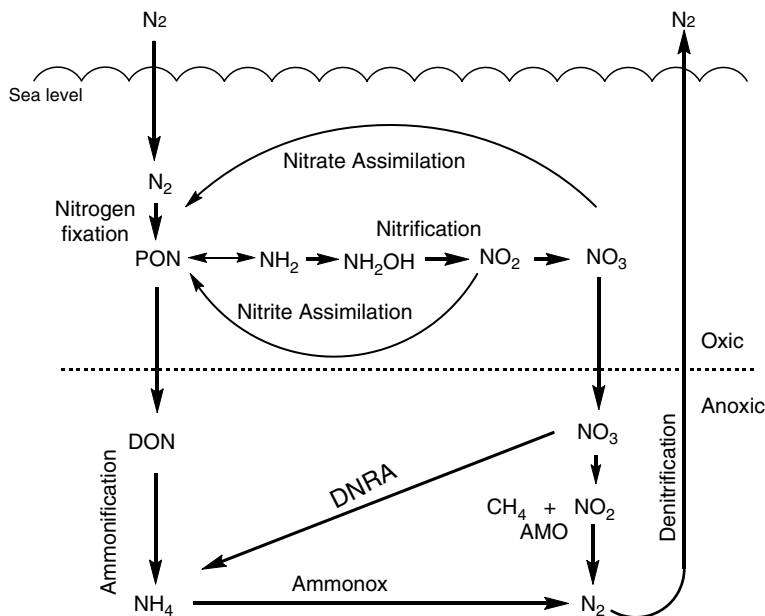 N₂ N₂
Sea level
Nitrate Assimilation
N₂
Nitrogen
fixation
Nitrification
PON NH₂ NH₂OH NO₂ NO₃
Nitrite Assimilation
Oxic
Anoxic
DON NO₃
Ammonification
DNRA
Denitrification
CH₄ + NO₂
AMO
Ammonox
NH₄ N₂